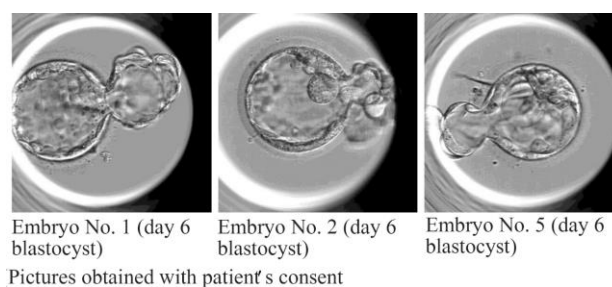 Embryo No. 1 (day 6
blastocyst)
Embryo No. 2 (day 6
blastocyst)
Embryo No. 5 (day 6
blastocyst)
Pictures obtained with patient's consent